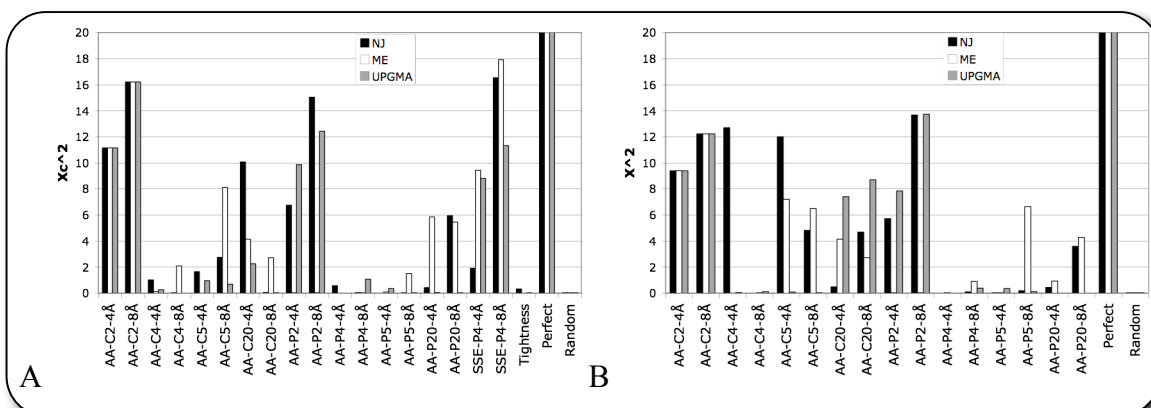 20
18
16
14
12
10
8
6
4
2
0
Xc^2
NJ
ME
UPGMA
AA-C2-4Å
AA-C2-8Å
AA-C4-4Å
AA-C4-8Å
AA-C5-4Å
AA-C5-8Å
AA-C20-4Å
AA-C20-8Å
AA-P2-4Å
AA-P2-8Å
AA-P4-4Å
AA-P4-8Å
AA-P5-4Å
AA-P5-8Å
AA-P20-4Å
AA-P20-8Å
SSE-P4-4Å
SSE-P4-8Å
Tightness
Perfect
Random
A
20
18
16
14
12
10
8
6
4
2
0
X^2
NJ
ME
UPGMA
AA-C2-4Å
AA-C2-8Å
AA-C4-4Å
AA-C4-8Å
AA-C5-4Å
AA-C5-8Å
AA-C20-4Å
AA-C20-8Å
AA-P2-4Å
AA-P2-8Å
AA-P4-4Å
AA-P4-8Å
AA-P5-4Å
AA-P5-8Å
AA-P20-4Å
AA-P20-8Å
Perfect
Random
B